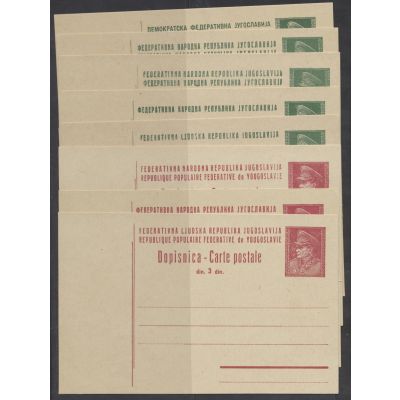 ДЕМОКРАТСКА ФЕДЕРАТИВНА ЈУГОСЛАВИЈА
ФЕДЕРАТИВНА НАРОДНА РЕПУБЛИКА ЈУГОСЛАВИЈА
FEDERATIVNA NARODNA REPUBLIKA JUGOSLAVIJA
ФЕДЕРАТИВНА НАРОДНА РЕПУБЛИКА ЈУГОСЛАВИЈА
ФЕДЕРАТИВНА НАРОДНА РЕПУБЛИКА ЈУГОСЛАВИЈА
FEDERATIVNA LJUDSKA REPUBLIKA JUGOSLAVIJA
FEDERATIVNA NARODNA REPUBLIKA JUGOSLAVIJA
REPUBLIQUE POPULAIRE FEDERATIVE de YOUGOSLAVIE
ФЕДЕРАТИВНА НАРОДНА РЕПУБЛИКА ЈУГОСЛАВИЈА
FEDERATIVNA LJUDSKA REPUBLIKA JUGOSLAVIJA
REPUBLIQUE POPULAIRE FEDERATIVE de YOUGOSLAVIE
Dopisnica - Carte postale
din. 3 din.